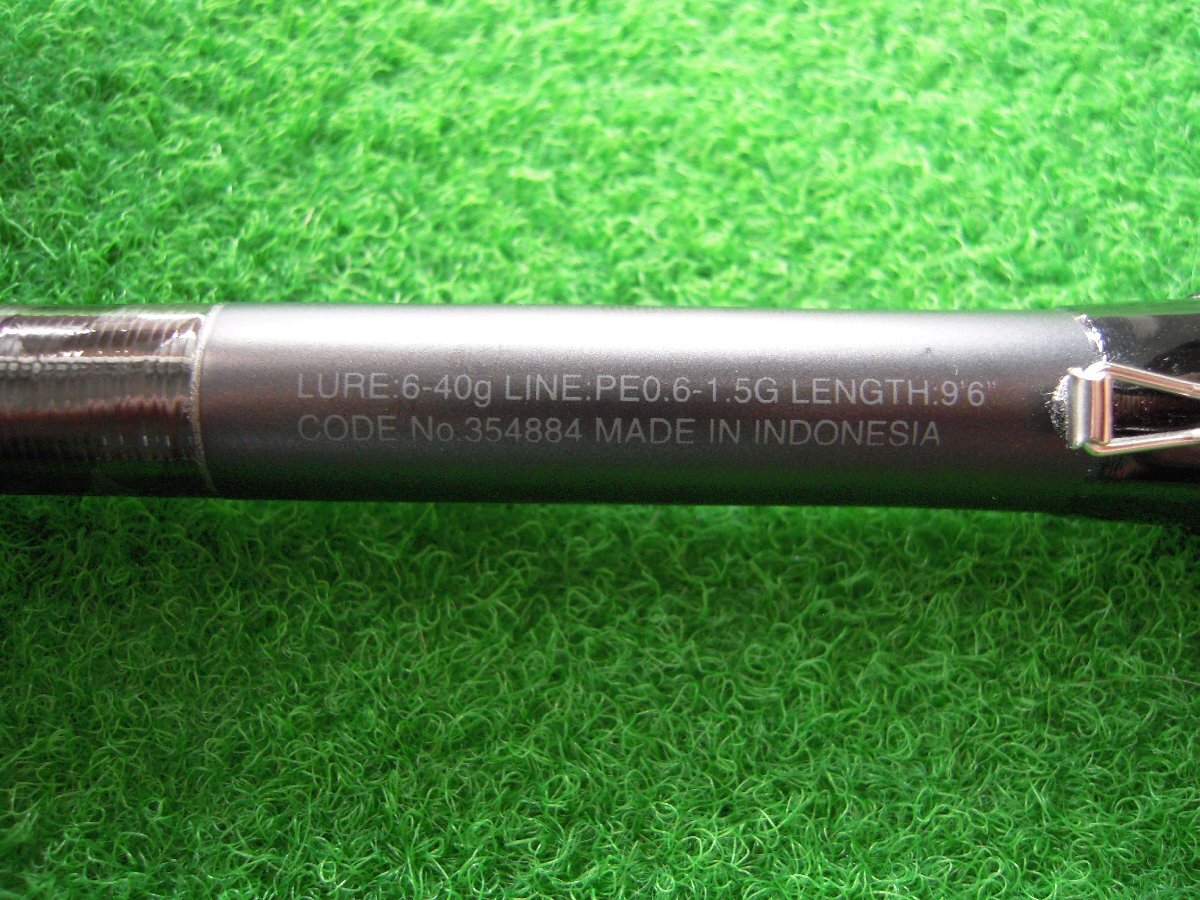 LURE:6-40g LINE:PE0.6-1.5G LENGTH:9'6"
CODE No.354884 MADE IN INDONESIA